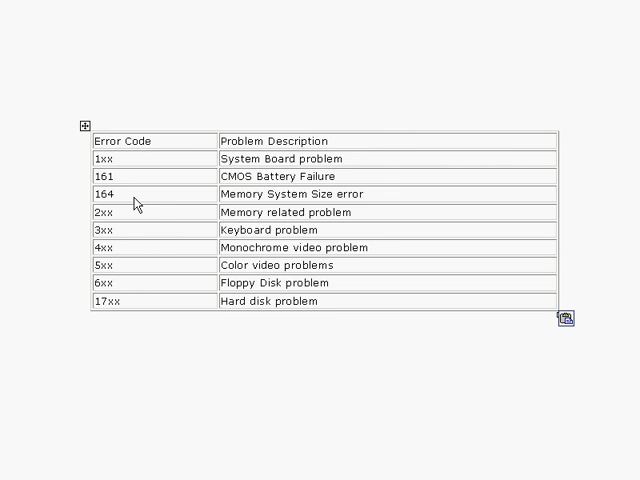 Error Code Problem Description
1xx System Board problem
161 CMOS Battery Failure
164 Memory System Size error
2xx Memory related problem
3xx Keyboard problem
4xx Monochrome video problem
5xx Color video problems
6xx Floppy Disk problem
17xx Hard disk problem